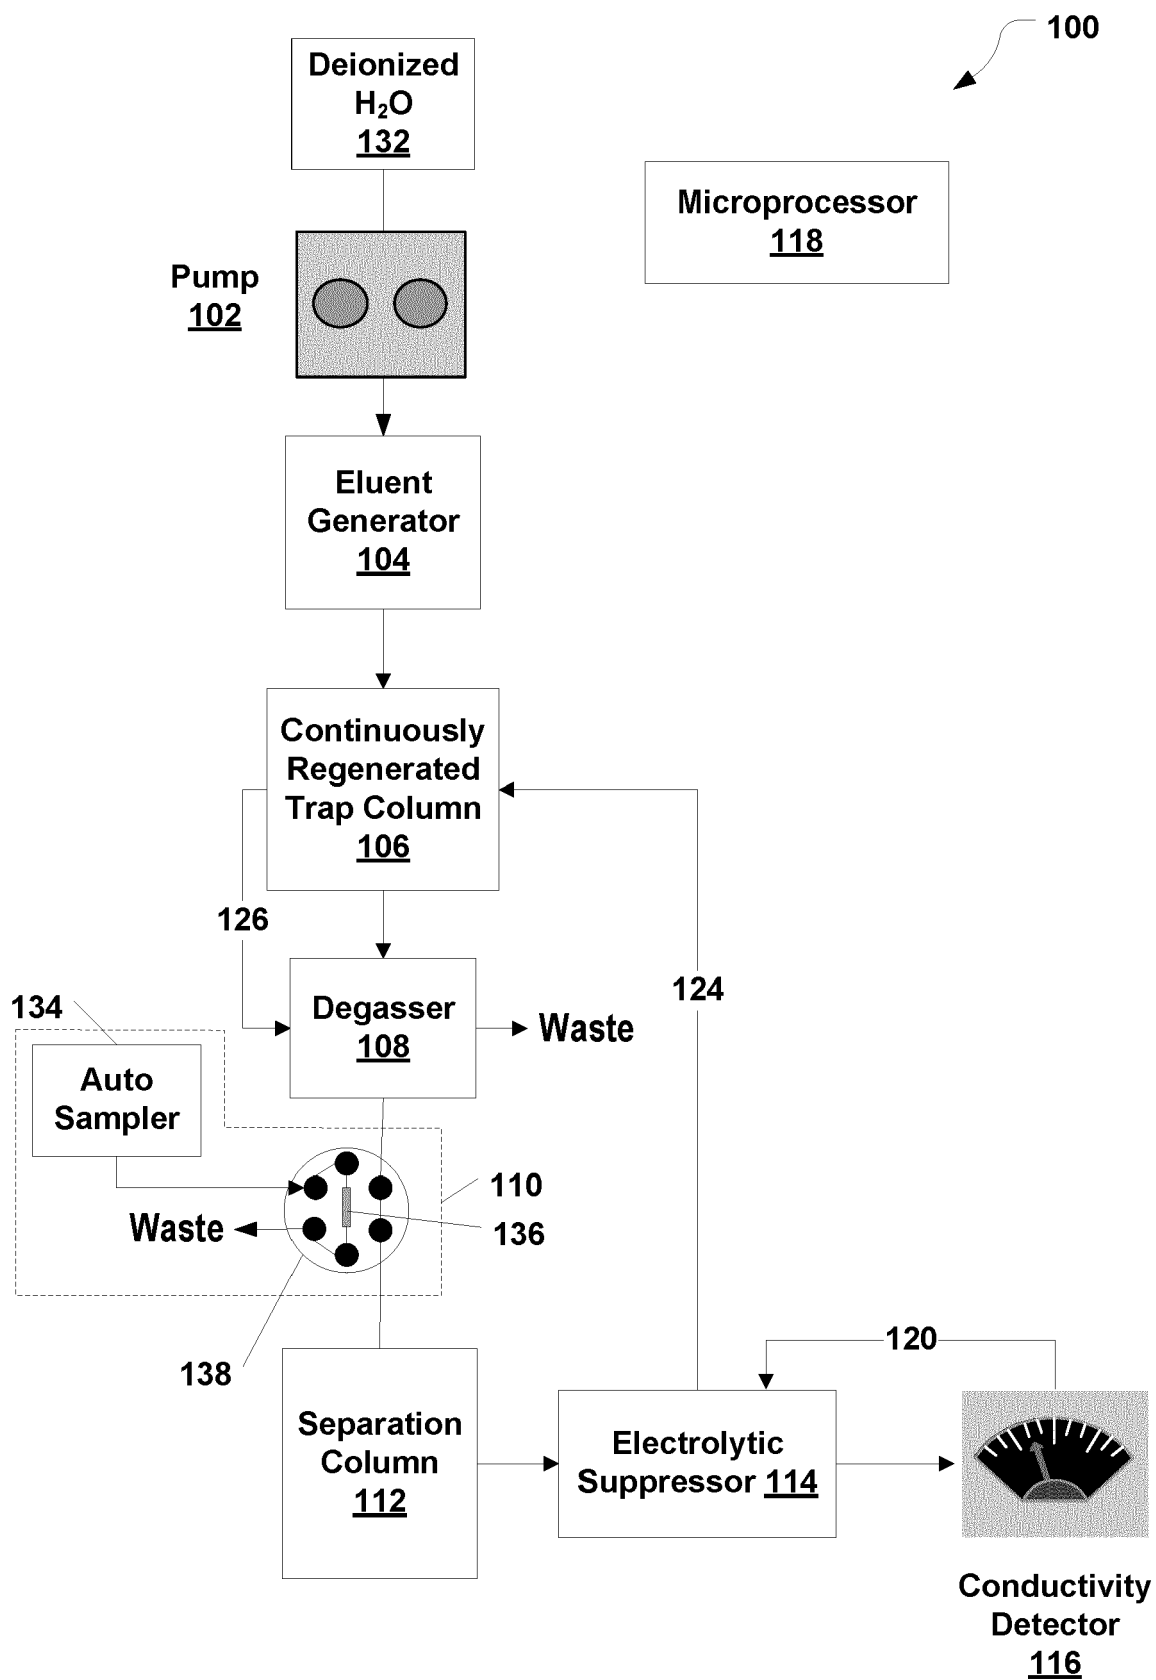 100
Deionized
H₂O
132
Microprocessor
118
Pump
102
Eluent
Generator
104
Continuously
Regenerated
Trap Column
106
126
124
134
Degasser
108
Waste
Auto
Sampler
110
Waste
136
138
120
Separation
Column
112
Electrolytic
Suppressor 114
Conductivity
Detector
116